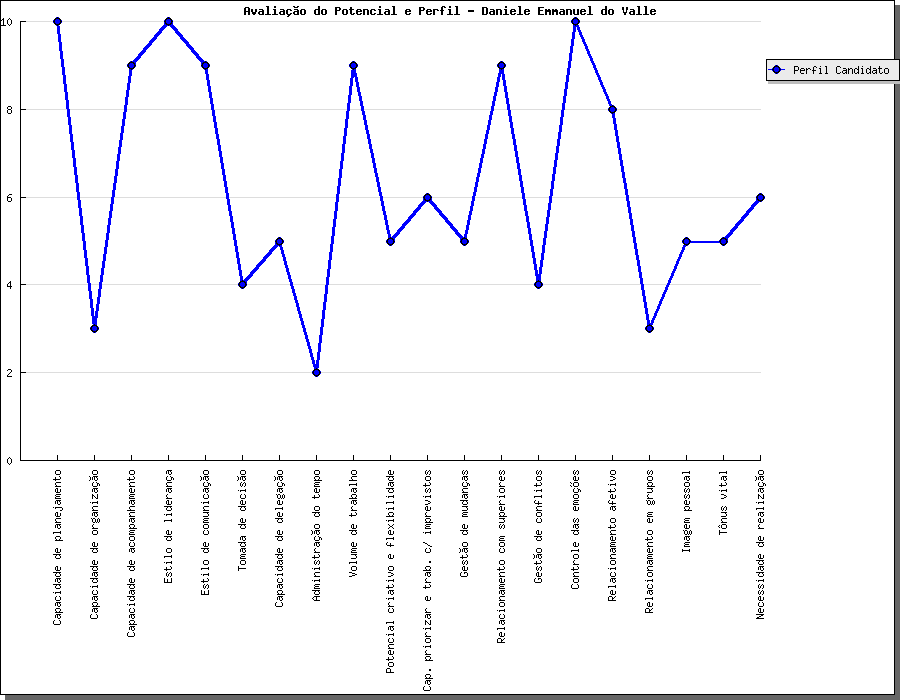 Avaliação do Potencial e Perfil - Daniele Emmanuel do Valle
10
8
6
4
2
0
Perfil Candidato
Capacidade de planejamento
Capacidade de organização
Capacidade de acompanhamento
Estilo de liderança
Estilo de comunicação
Tomada de decisão
Capacidade de delegação
Administração do tempo
Volume de trabalho
Potencial criativo e flexibilidade
Cap. priorizar e trab. c/ imprevistos
Gestão de mudanças
Relacionamento com superiores
Gestão de conflitos
Controle das emoções
Relacionamento afetivo
Relacionamento em grupos
Imagem pessoal
Tônus vital
Necessidade de realização